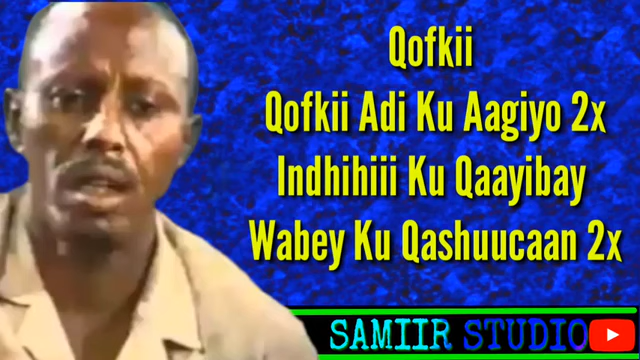 Qofkii
Qofkii Adi Ku Aagiyo 2x
Indhihiii Ku Qaayibay
Wabey Ku Qashuucaan 2x
SAMIIR STUDIO